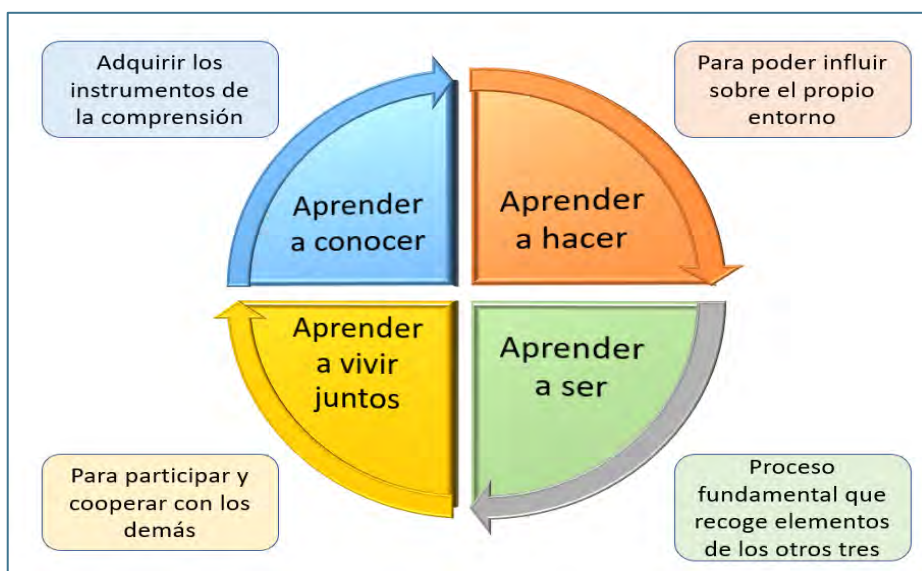 Adquirir los
instrumentos de
la comprensión
Para poder influir
sobre el propio
entorno
Aprender
a conocer
Aprender
a hacer
Aprender
a vivir
juntos
Aprender
a ser
Para participar y
cooperar con los
demás
Proceso
fundamental que
recoge elementos
de los otros tres